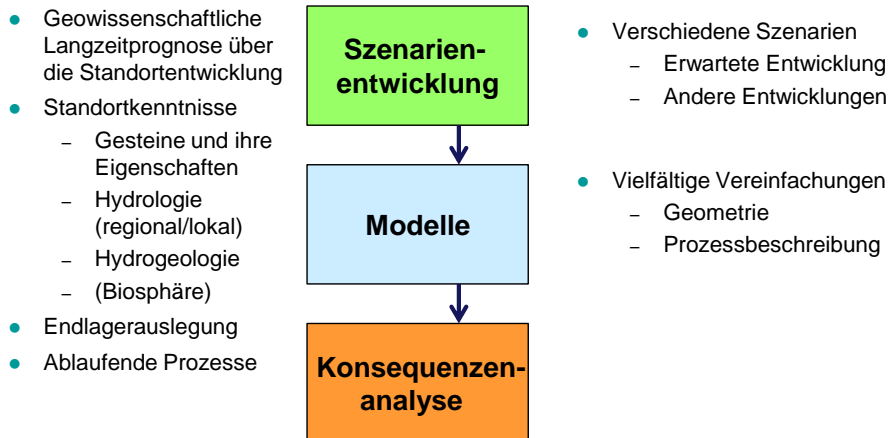 Geowissenschaftliche
Langzeitprognose über
die Standortentwicklung
Standortkenntnisse
– Gesteine und ihre
Eigenschaften
– Hydrologie
(regional/lokal)
– Hydrogeologie
– (Biosphäre)
Endlagerauslegung
Ablaufende Prozesse
Szenarien-
entwicklung
Modelle
Konsequenzen-
analyse
Verschiedene Szenarien
– Erwartete Entwicklung
– Andere Entwicklungen
Vielfältige Vereinfachungen
– Geometrie
– Prozessbeschreibung